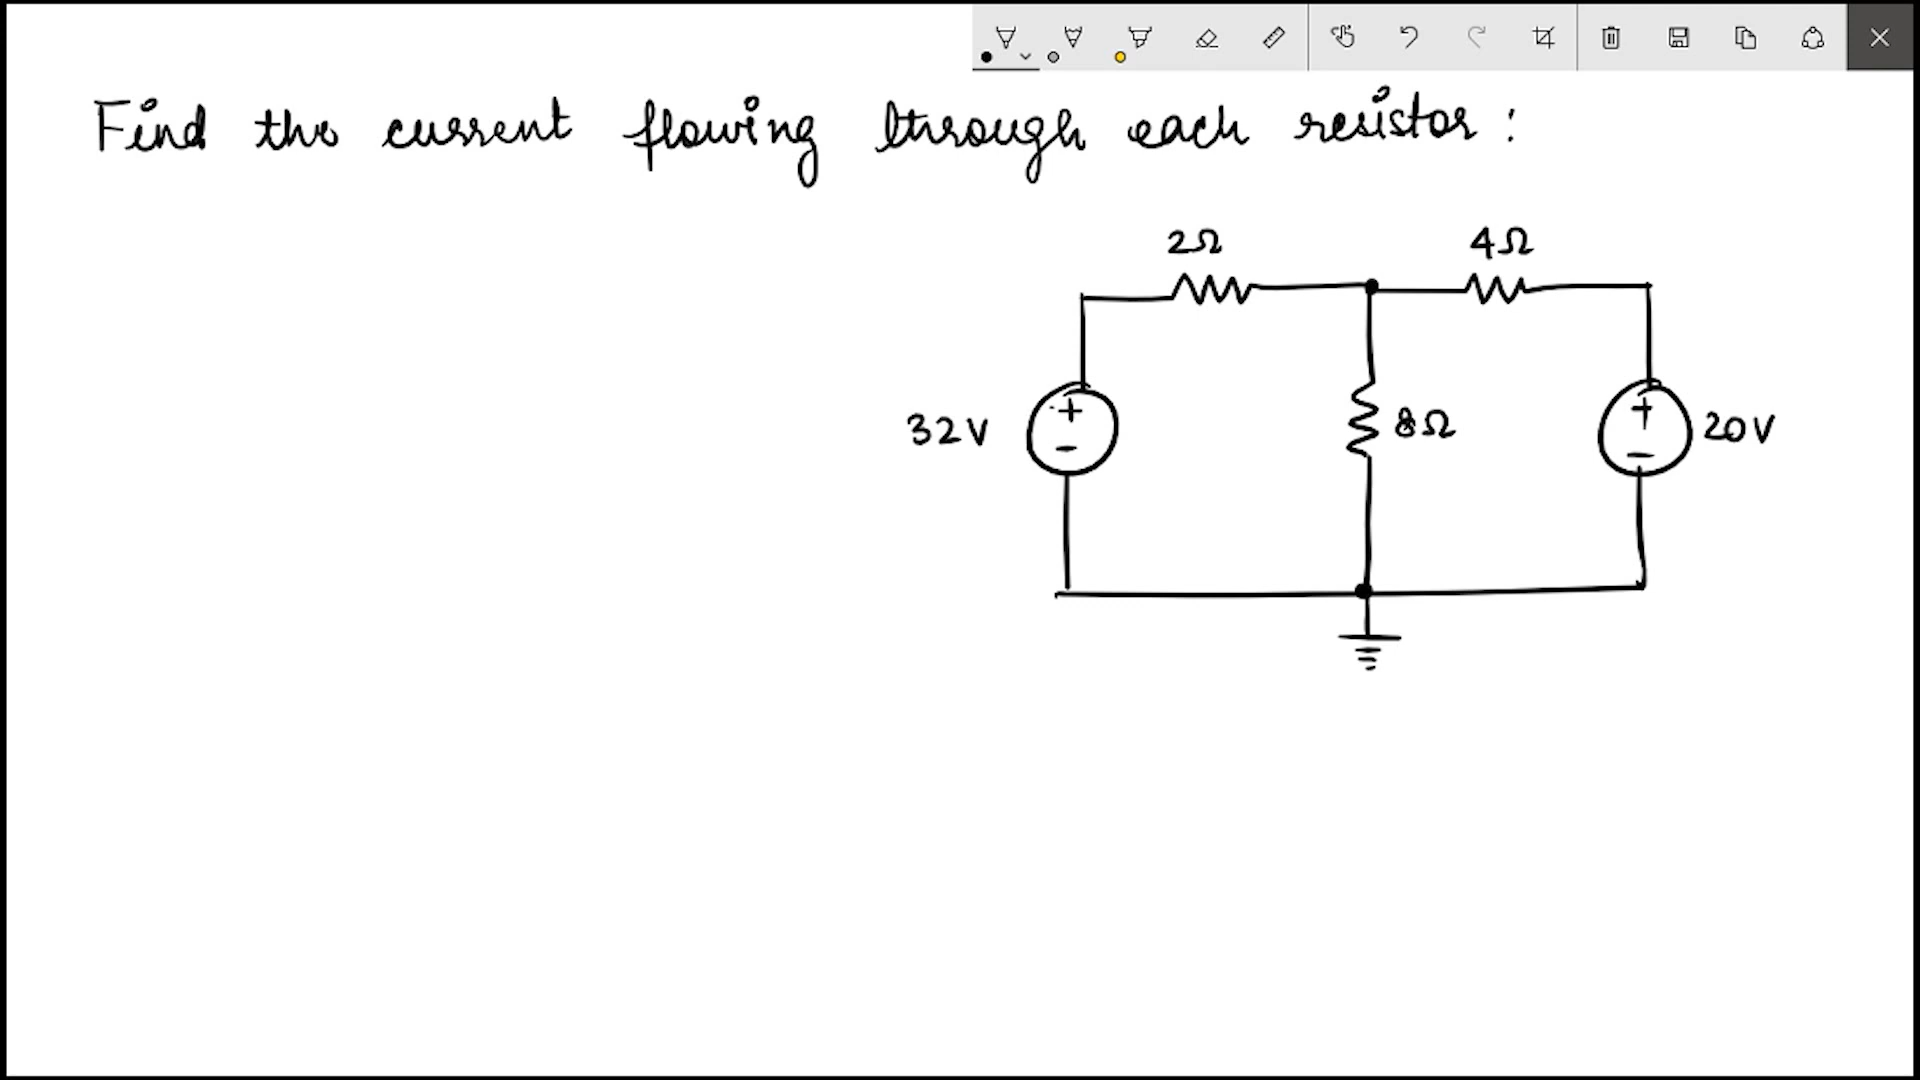 Find the current flowing through each resistor :
2Ω 4Ω
32V + - 8Ω + - 20V